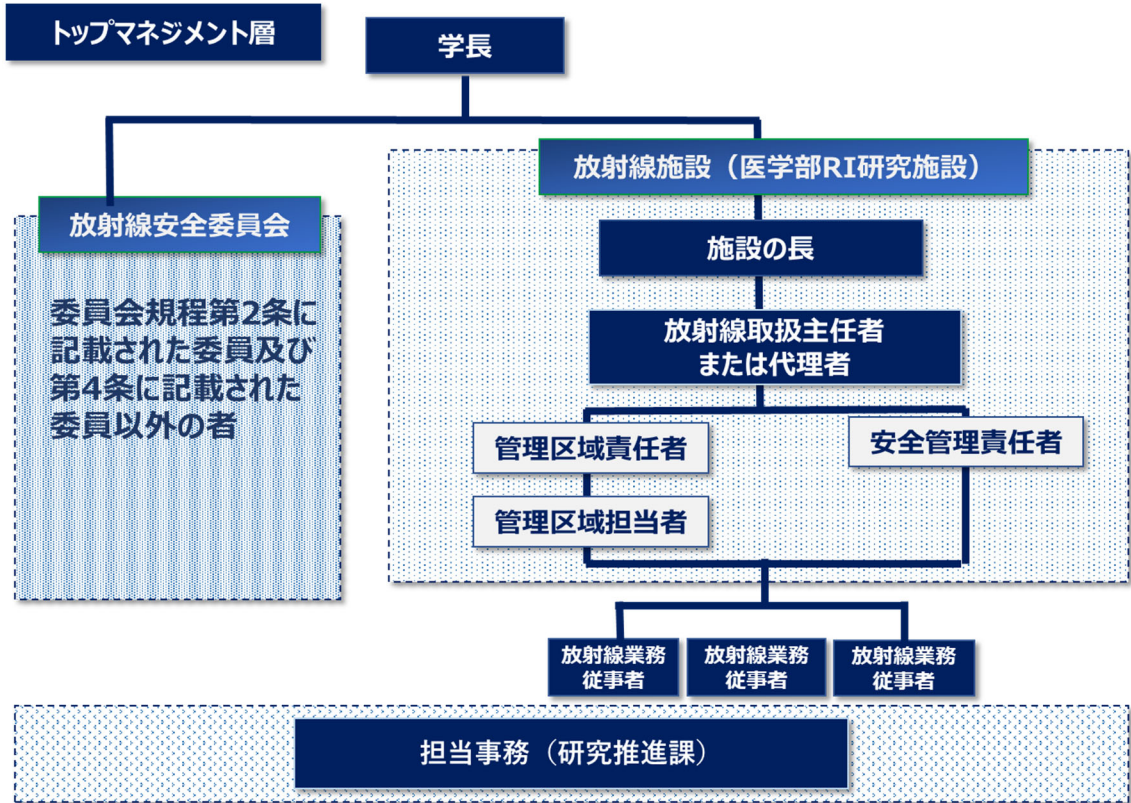 トップマネジメント層
学長
放射線施設（医学部RI研究施設）
放射線安全委員会
施設の長
委員会規程第2条に
記載された委員及び
第4条に記載された
委員以外の者
放射線取扱主任者
または代理者
管理区域責任者
安全管理責任者
管理区域担当者
放射線業務
従事者
放射線業務
従事者
放射線業務
従事者
担当事務（研究推進課）